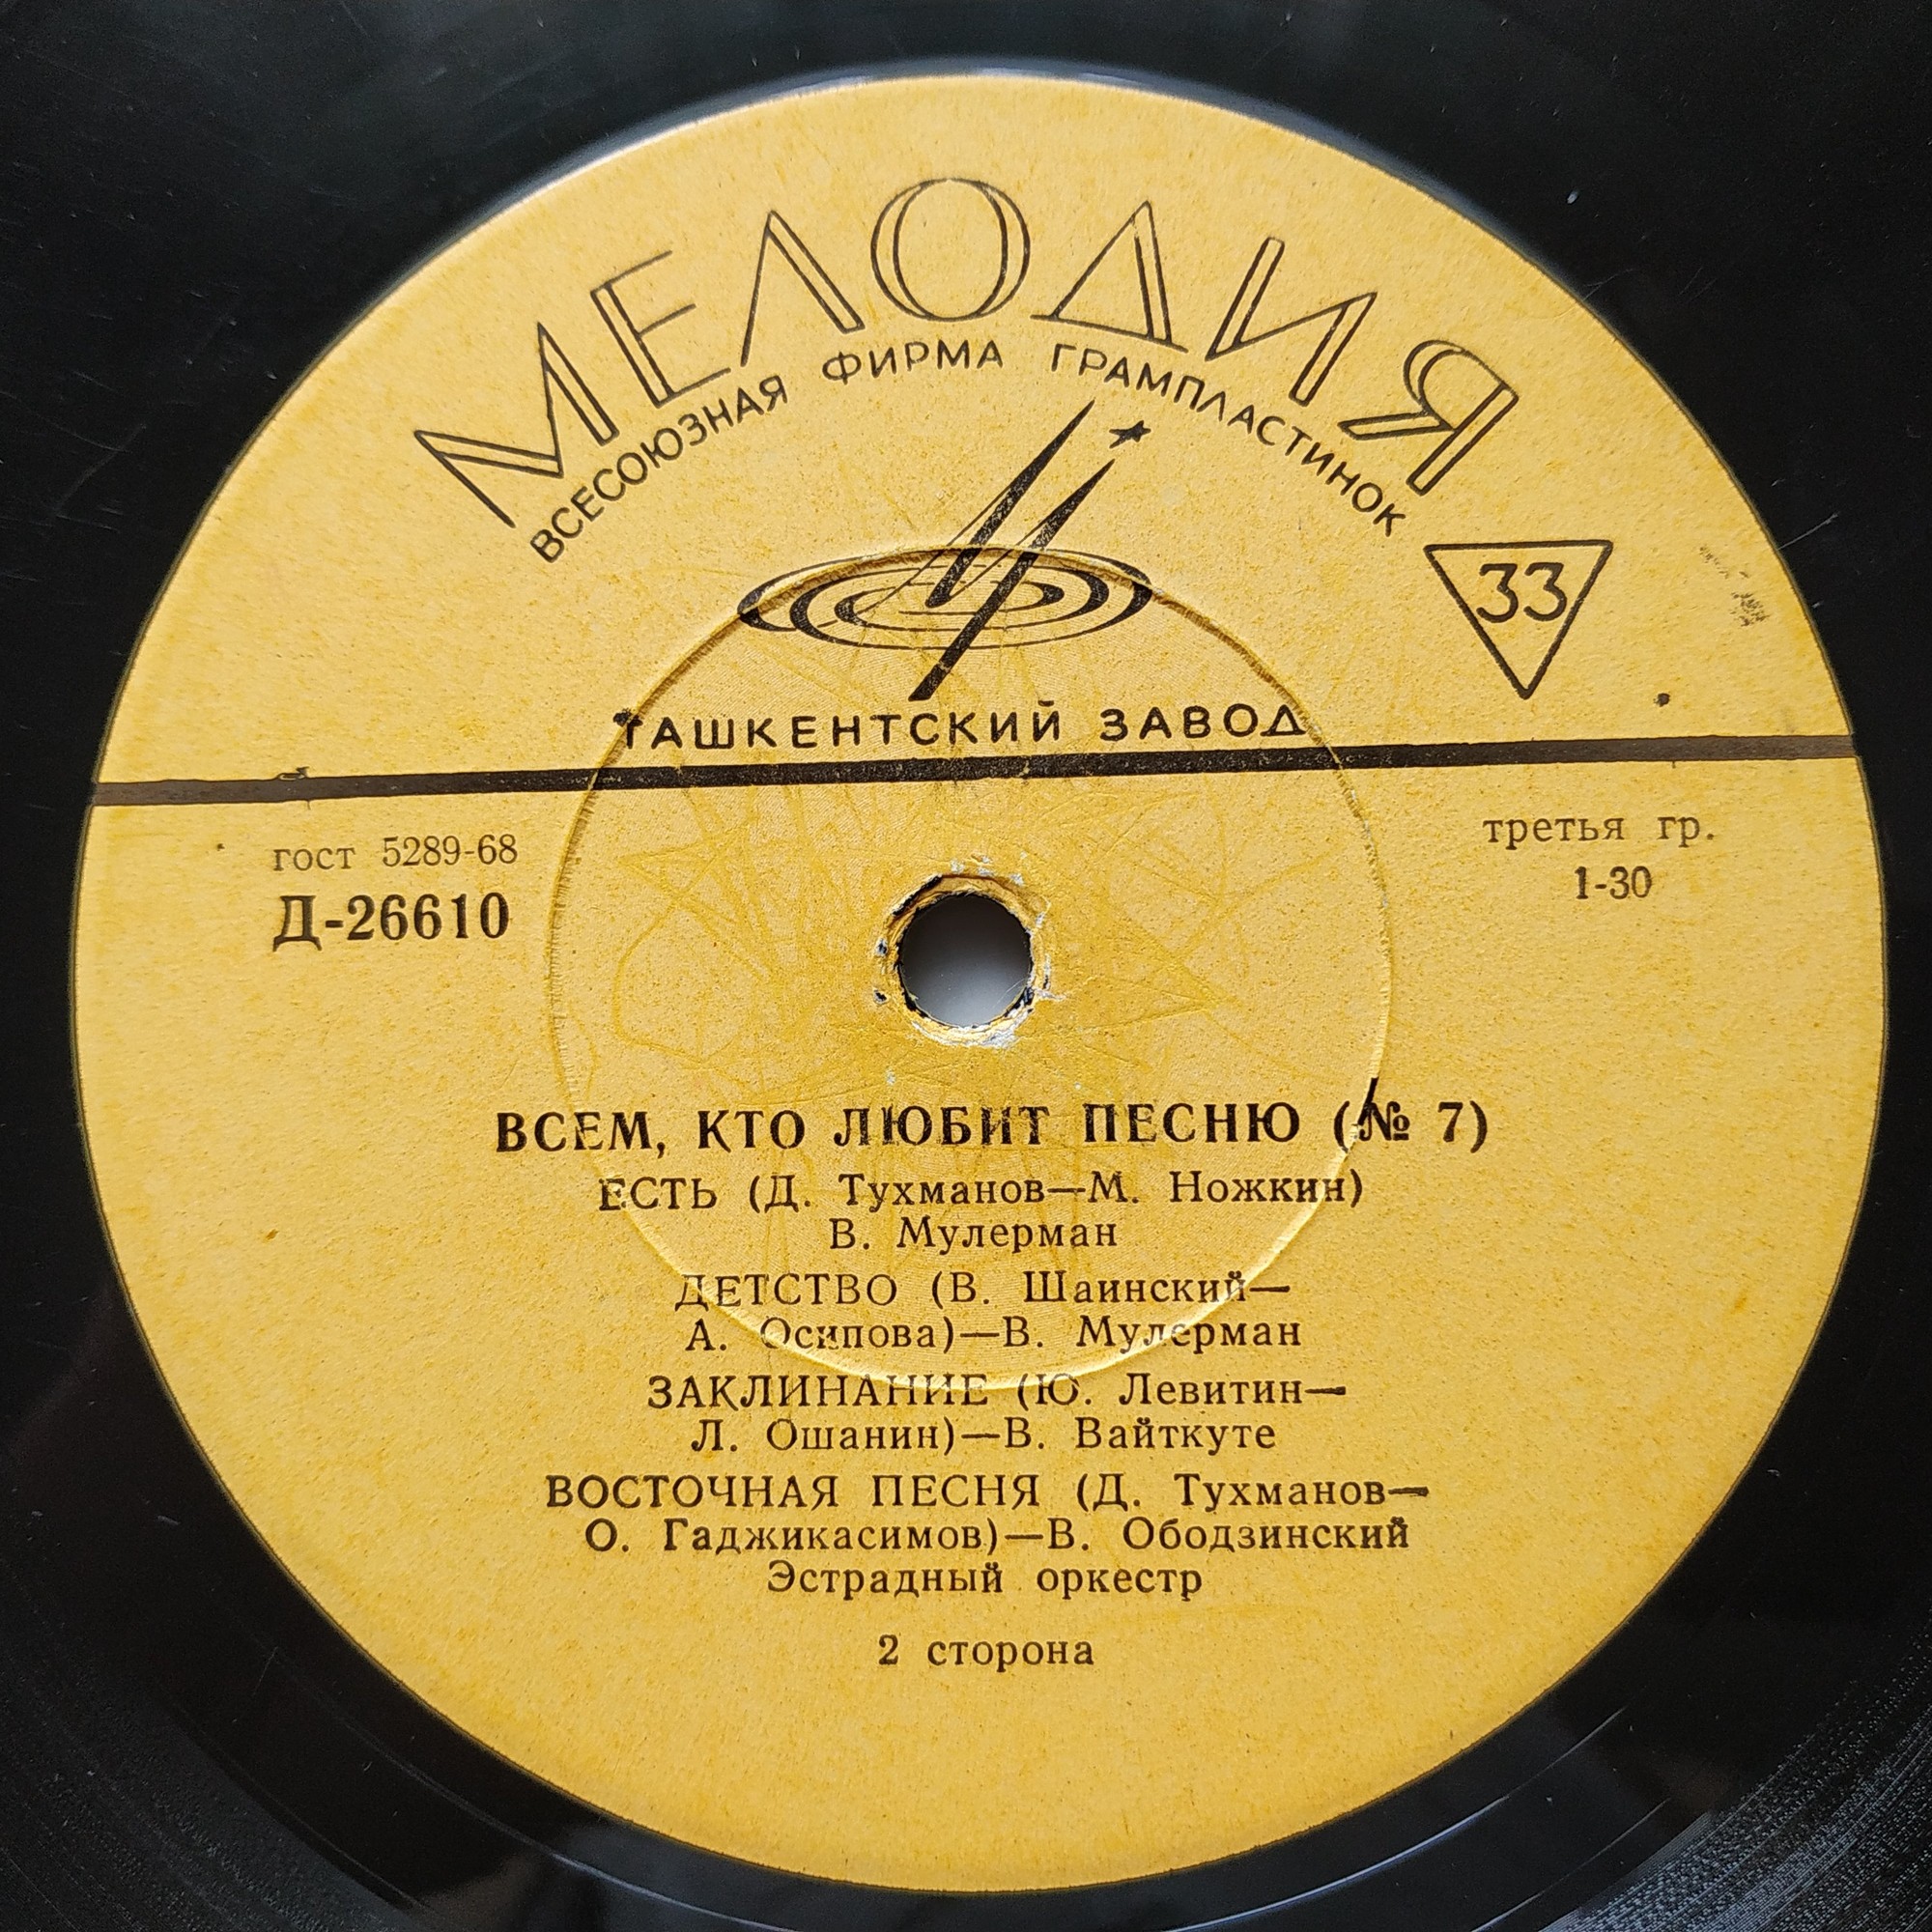 МЕЛОДИЯ
ВСЕСОЮЗНАЯ ФИРМА ГРАМПЛАСТИНОК
33
ТАШКЕНТСКИЙ ЗАВОД
гост 5289-68
Д-26610
третья гр.
1-30
ВСЕМ, КТО ЛЮБИТ ПЕСНЮ (№ 7)
ЕСТЬ (Д. Тухманов—М. Ножкин)
В. Мулерман
ДЕТСТВО (В. Шаинский—
А. Осипова)—В. Мулерман
ЗАКЛИНАНИЕ (Ю. Левитин—
Л. Ошанин)—В. Вайткуте
ВОСТОЧНАЯ ПЕСНЯ (Д. Тухманов—
О. Гаджикасимов)—В. Ободзинский
Эстрадный оркестр
2 сторона